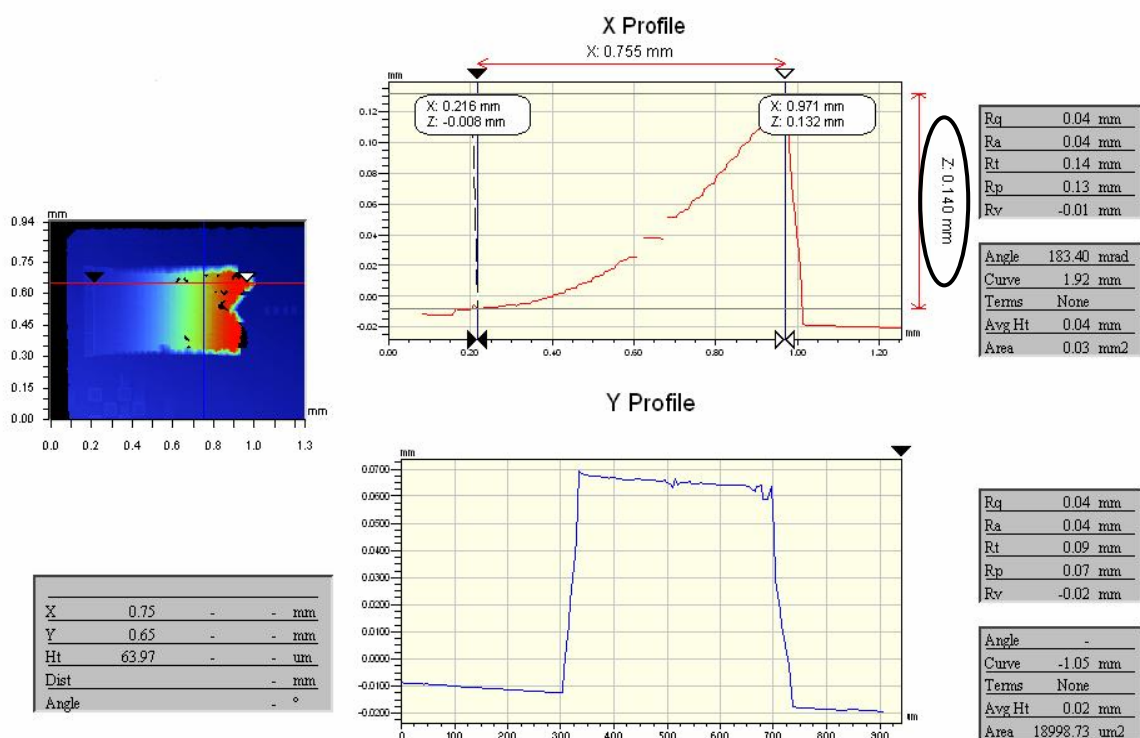 X Profile
X: 0.755 mm
mm
X: 0.216 mm
Z: -0.008 mm
X: 0.971 mm
Z: 0.132 mm
0.12
0.10
0.08
0.06
0.04
0.02
0.00
-0.02
mm
0.00 0.20 0.40 0.60 0.80 1.00 1.20
Z: 0.140 mm
Rq 0.04 mm
Ra 0.04 mm
Rt 0.14 mm
Rp 0.13 mm
Rv -0.01 mm
Angle 183.40 mrad
Curve 1.92 mm
Terms None
Avg Ht 0.04 mm
Area 0.03 mm2
mm
0.94
0.75
0.60
0.45
0.30
0.15
0.00
mm
0.0 0.2 0.4 0.6 0.8 1.0 1.3
Y Profile
mm
0.0700
0.0600
0.0500
0.0400
0.0300
0.0200
0.0100
0.0000
-0.0100
-0.0200
um
0 100 200 300 400 500 600 700 800 900
X 0.75 - - mm
Y 0.65 - - mm
Ht 63.97 - - um
Dist - mm
Angle - °
Rq 0.04 mm
Ra 0.04 mm
Rt 0.09 mm
Rp 0.07 mm
Rv -0.02 mm
Angle -
Curve -1.05 mm
Terms None
Avg Ht 0.02 mm
Area 18998.73 um2